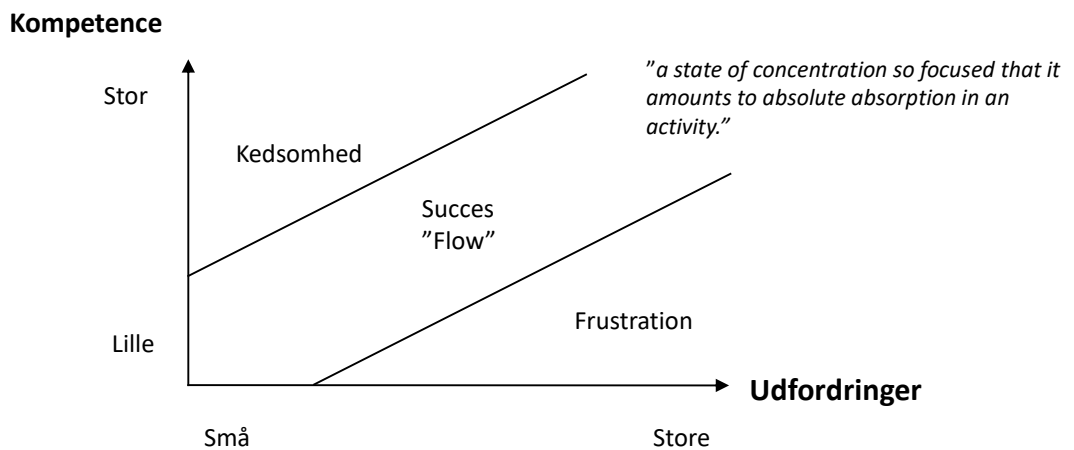 Kompetence
”a state of concentration so focused that it
amounts to absolute absorption in an
activity.”
Stor
Kedsomhed
Succes
”Flow”
Frustration
Lille
Udfordringer
Små
Store